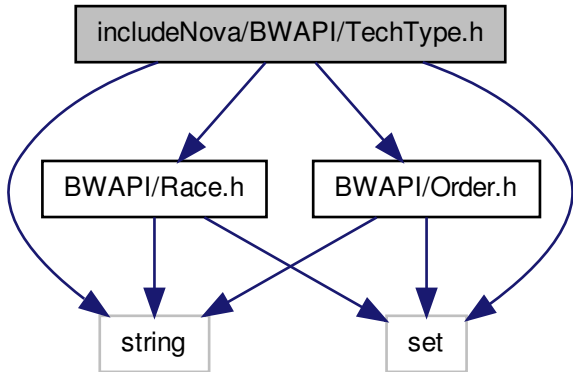 includeNova/BWAPI/TechType.h
BWAPI/Race.h
BWAPI/Order.h
string
set